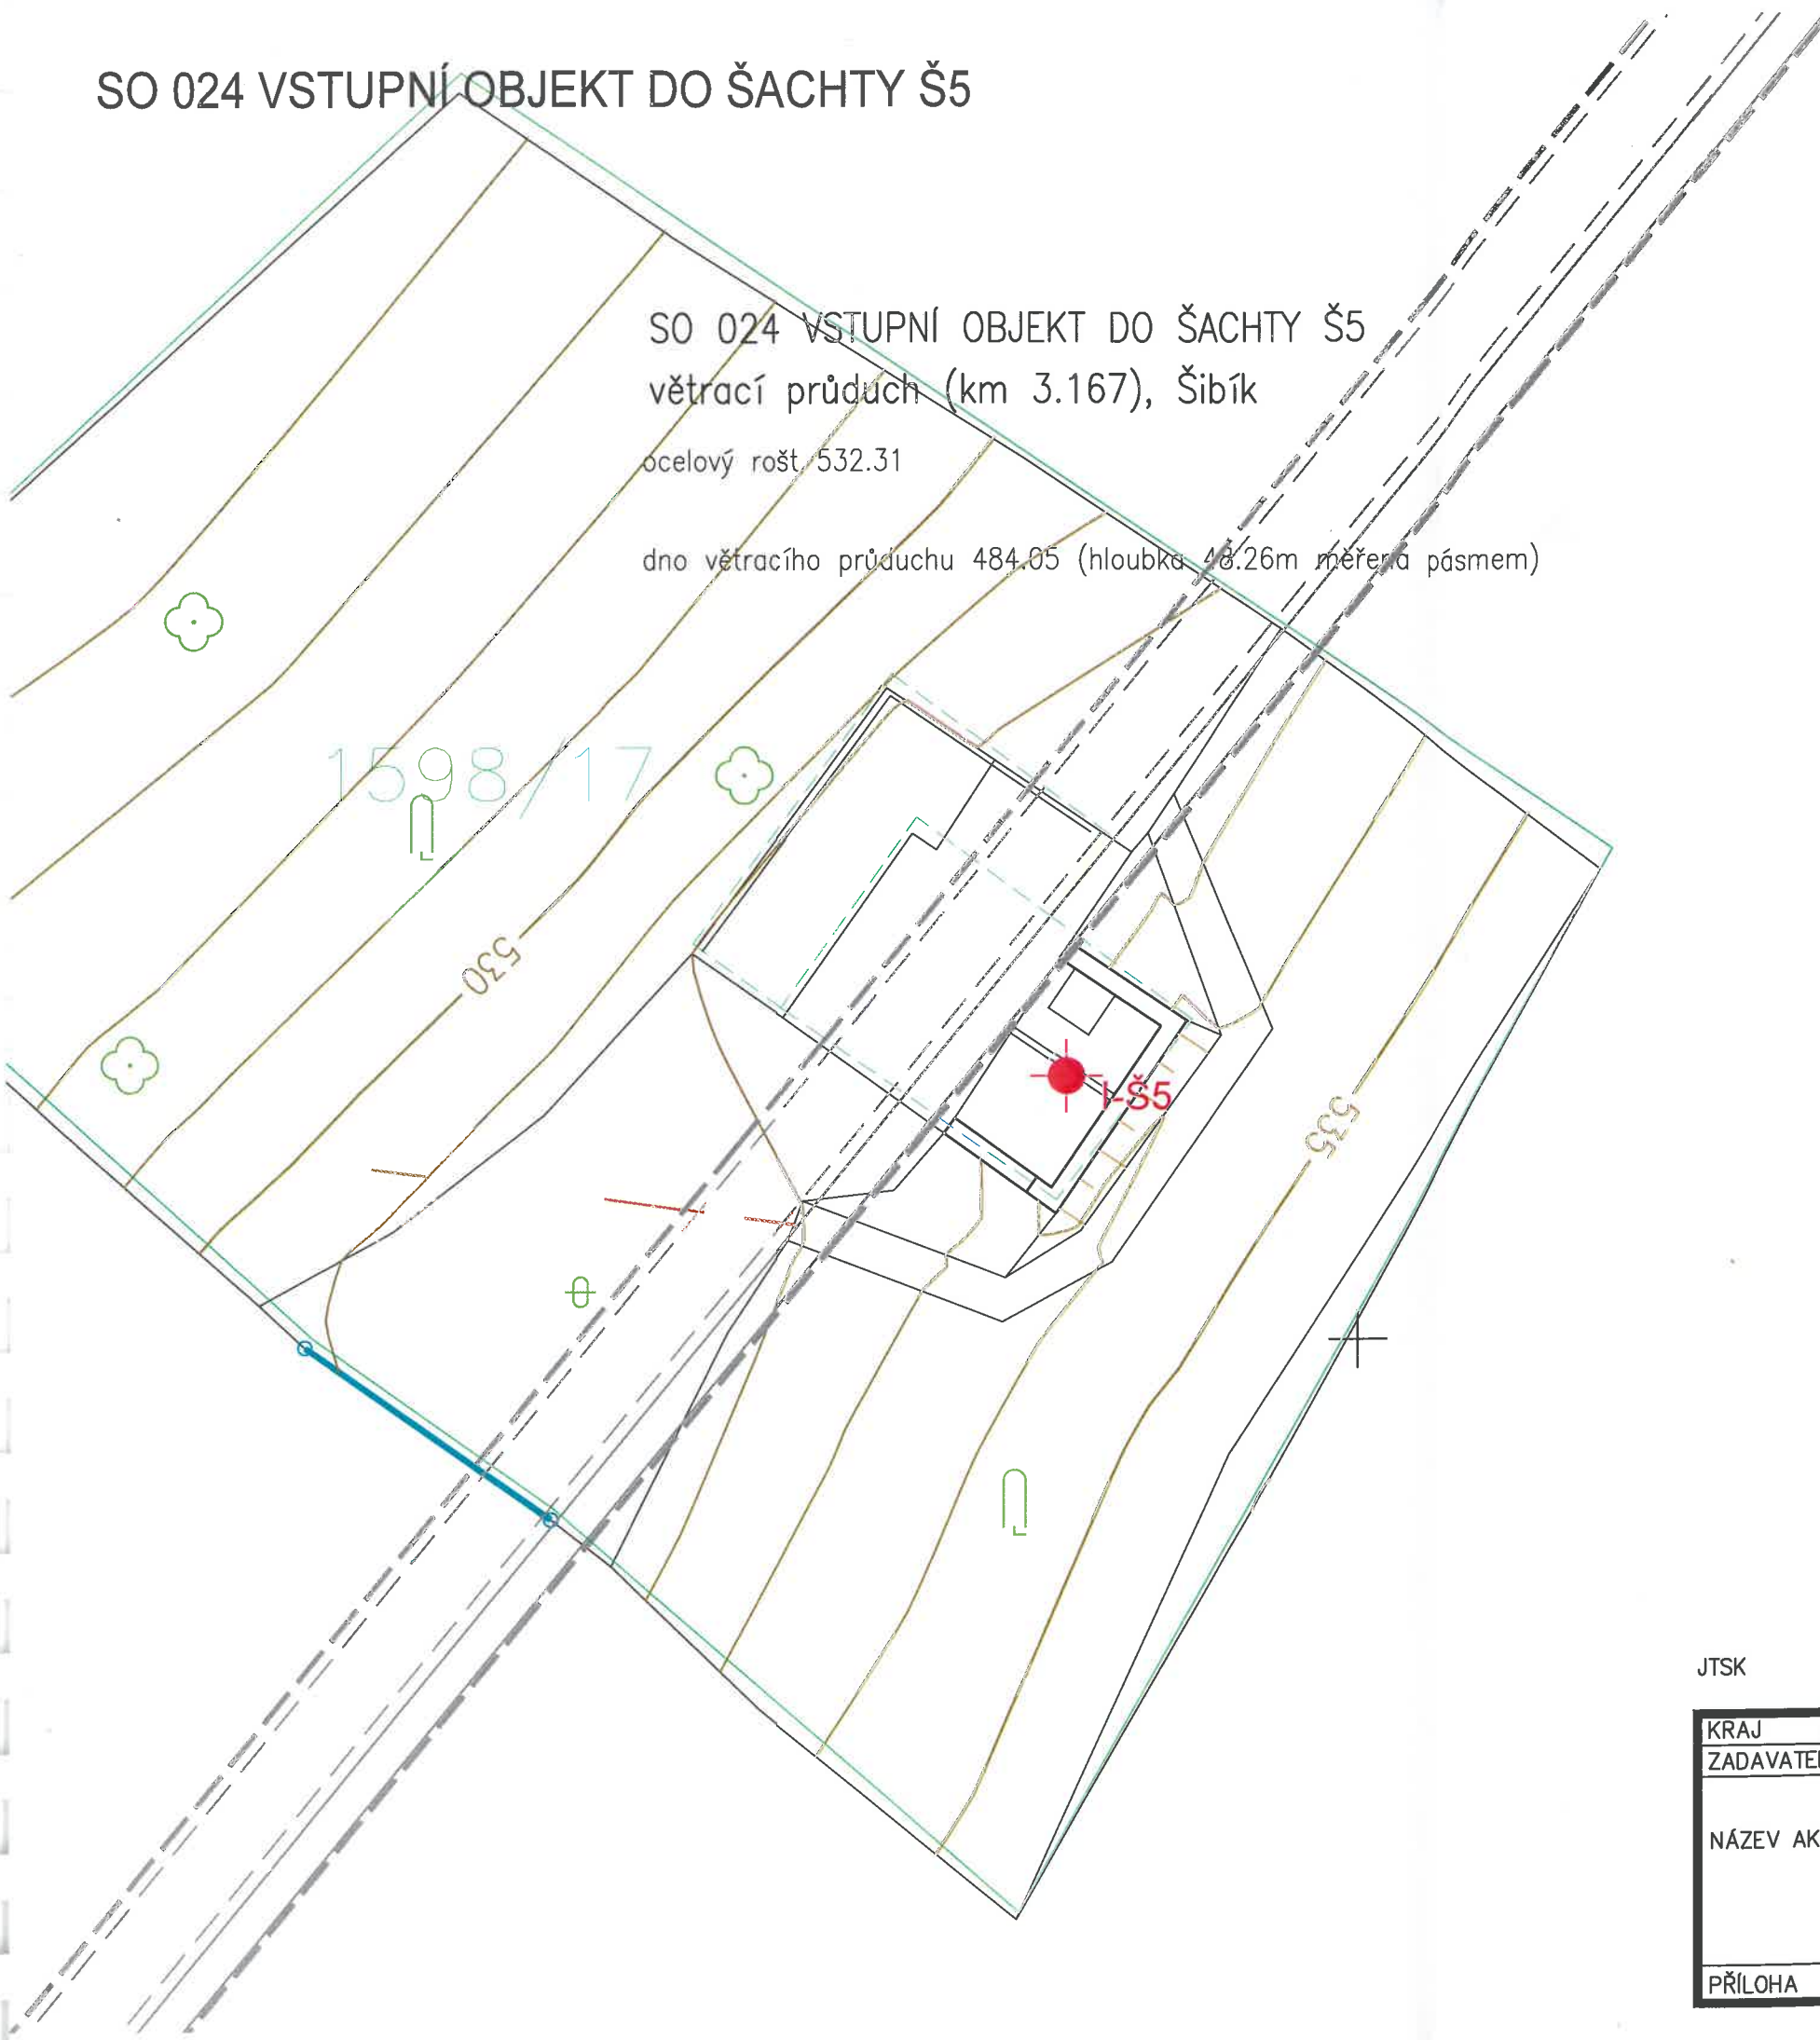 SO 024 VSTUPNÍ OBJEKT DO ŠACHTY Š5
SO 024 VSTUPNÍ OBJEKT DO ŠACHTY Š5
větrací průduch (km 3.167), Šibík
ocelový rošt 532.31
dno větracího průduchu 484.05 (hloubka 48.26m měřena pásmem)
1598/17
530
I-Š5
535
JTSK
KRAJ
ZADAVATEL
NÁZEV AK
PŘÍLOHA